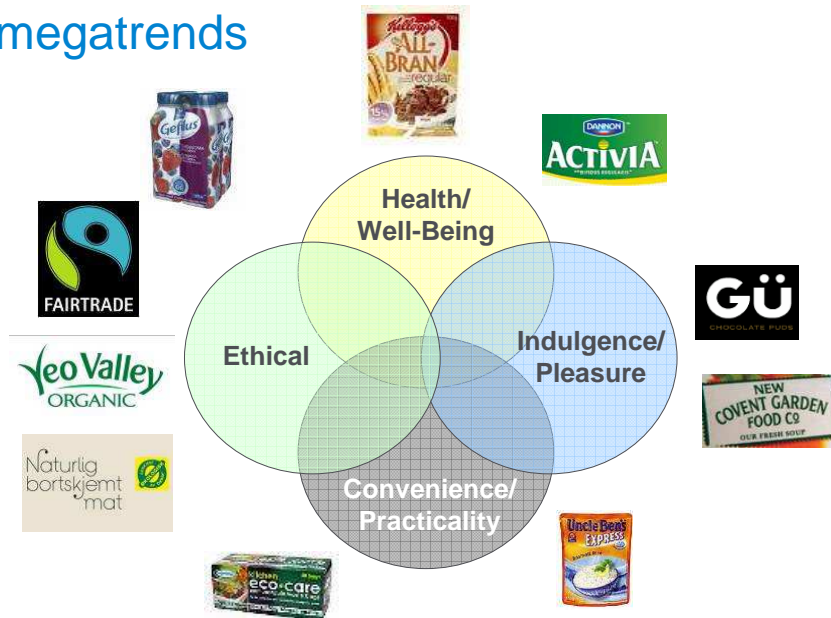 megatrends
Kellogg's
ALL-
BRAN
regular
15%
Gefilus
DANNON
ACTIVIA
Health/
Well-Being
FAIRTRADE
GÜ
CHOCOLATE PUDS
Ethical
Indulgence/
Pleasure
Yeo Valley
ORGANIC
NEW
COVENT GARDEN
FOOD Co
OUR FRESH SOUP
Naturlig
bortskjemt
mat
Convenience/
Practicality
Uncle Ben's
EXPRESS
kitchen
eco-care